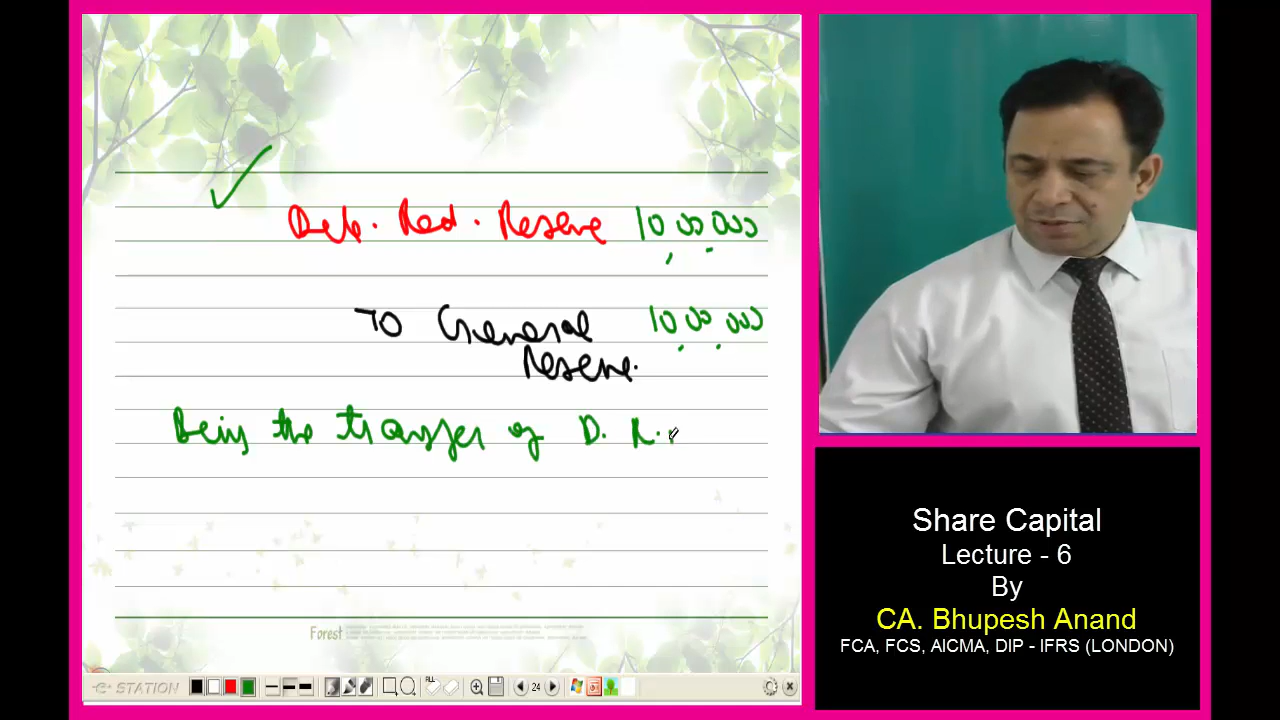 Deb. Red. Reserve 10,00,000
TO General 10,00,000
Reserve.
Being the transfer of D. R.
Forest
e- STATION
ALL
24
Share Capital
Lecture - 6
By
CA. Bhupesh Anand
FCA, FCS, AICMA, DIP - IFRS (LONDON)